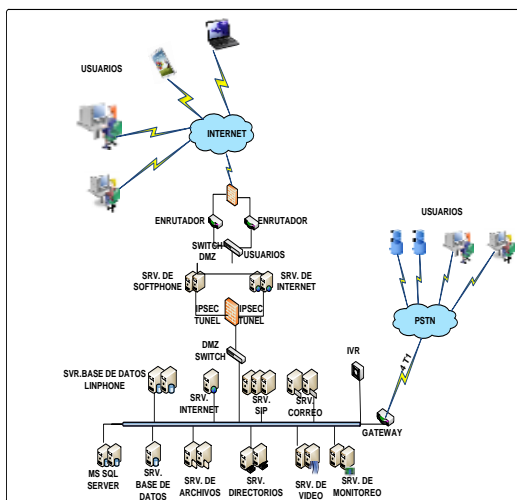 USUARIOS
INTERNET
ENRUTADOR
ENRUTADOR
SWITCH
DMZ
USUARIOS
USUARIOS
SRV. DE
SOFTPHONE
SRV. DE
INTERNET
IPSEC
TUNEL
IPSEC
TUNEL
PSTN
DMZ
SWITCH
4 T1
IVR
SVR.BASE DE DATOS
LINPHONE
SRV.
INTERNET
SRV.
SIP
SRV.
CORREO
GATEWAY
MS SQL
SERVER
SRV.
BASE DE
DATOS
SRV. DE
ARCHIVOS
SRV.
DIRECTORIOS
SRV. DE
VIDEO
SRV. DE
MONITOREO